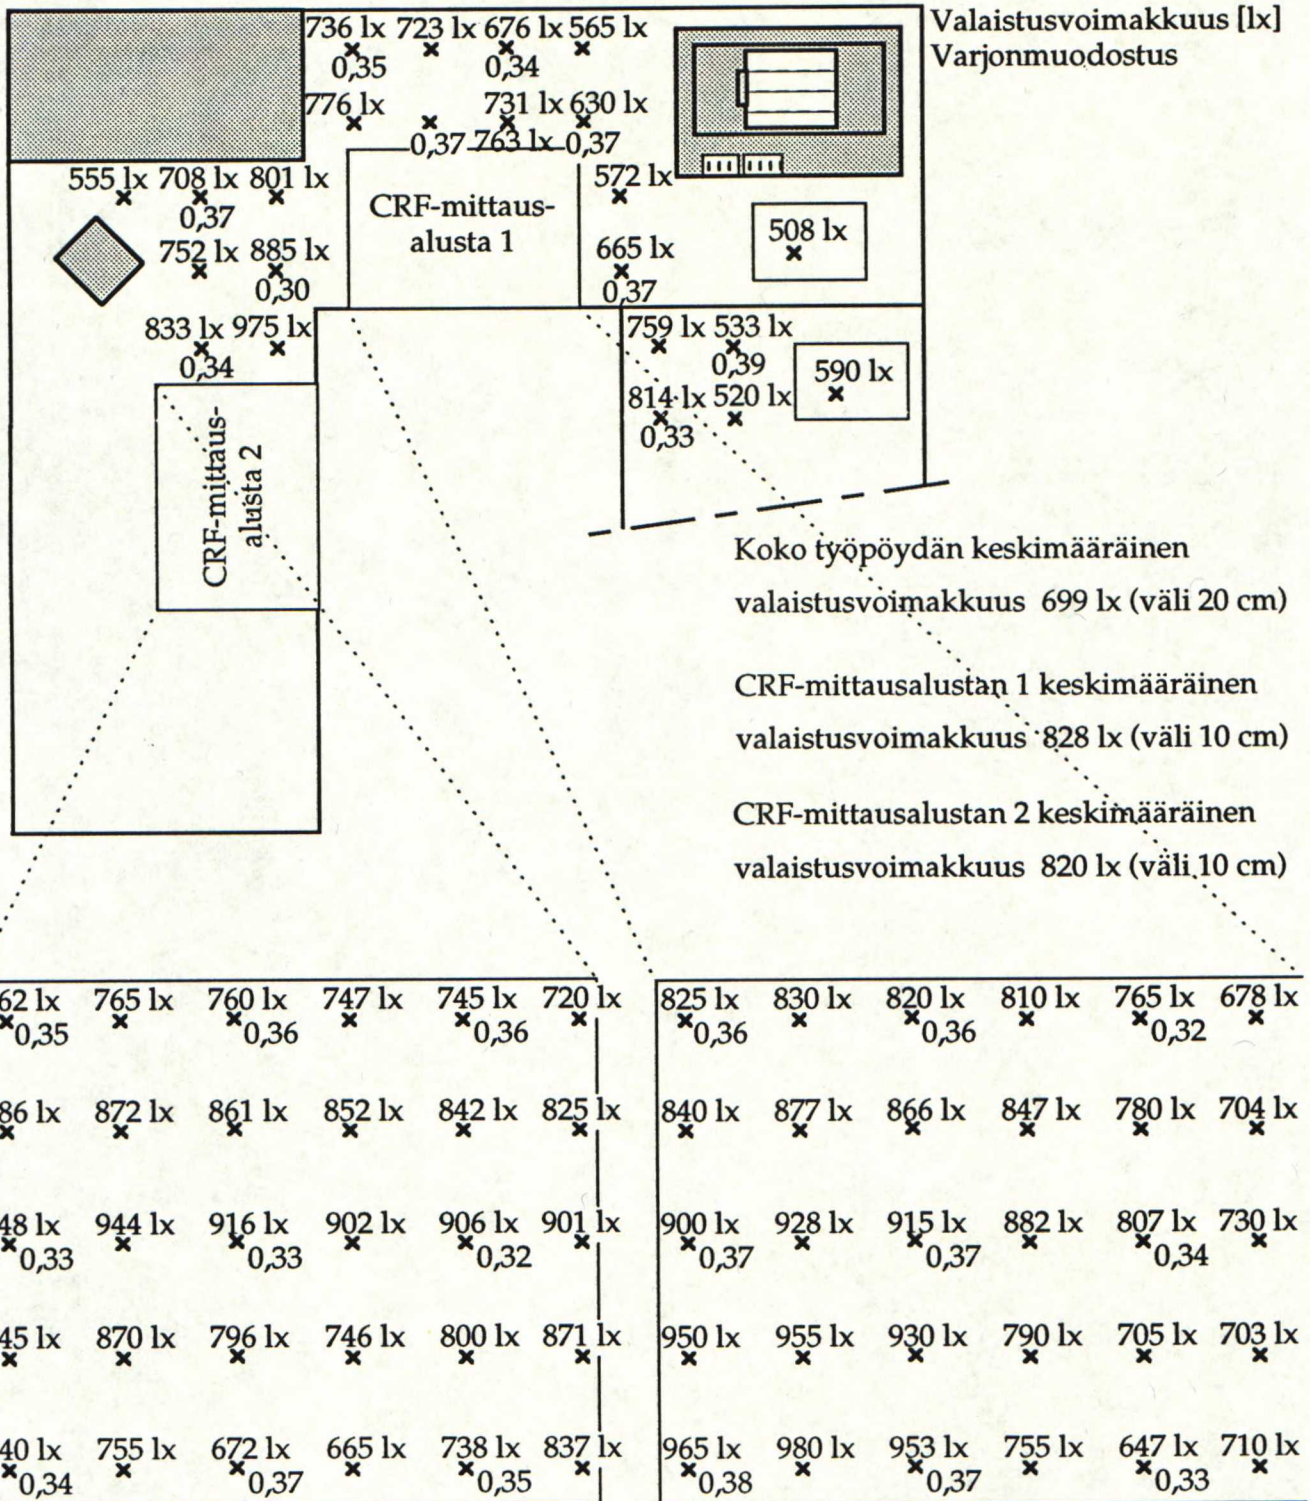 Valaistusvoimakkuus [lx]
Varjonmuodostus
736 lx 723 lx 676 lx 565 lx
0,35 0,34
776 lx 731 lx 630 lx
0,37 763 lx 0,37
555 lx 708 lx 801 lx
0,37
752 lx 885 lx
0,30
833 lx 975 lx
0,34
CRF-mittaus-
alusta 1
572 lx
665 lx
0,37
508 lx
759 lx 533 lx
0,39
814 lx 520 lx
0,33
590 lx
CRF-mittaus-
alusta 2
Koko työpöydän keskimääräinen
valaistusvoimakkuus 699 lx (väli 20 cm)
CRF-mittausalustan 1 keskimääräinen
valaistusvoimakkuus 828 lx (väli 10 cm)
CRF-mittausalustan 2 keskimääräinen
valaistusvoimakkuus 820 lx (väli 10 cm)
62 lx 765 lx 760 lx 747 lx 745 lx 720 lx
0,35 0,36 0,36
86 lx 872 lx 861 lx 852 lx 842 lx 825 lx
48 lx 944 lx 916 lx 902 lx 906 lx 901 lx
0,33 0,33 0,32
45 lx 870 lx 796 lx 746 lx 800 lx 871 lx
40 lx 755 lx 672 lx 665 lx 738 lx 837 lx
0,34 0,37 0,35
825 lx 830 lx 820 lx 810 lx 765 lx 678 lx
0,36 0,36 0,32
840 lx 877 lx 866 lx 847 lx 780 lx 704 lx
900 lx 928 lx 915 lx 882 lx 807 lx 730 lx
0,37 0,37 0,34
950 lx 955 lx 930 lx 790 lx 705 lx 703 lx
965 lx 980 lx 953 lx 755 lx 647 lx 710 lx
0,38 0,37 0,33